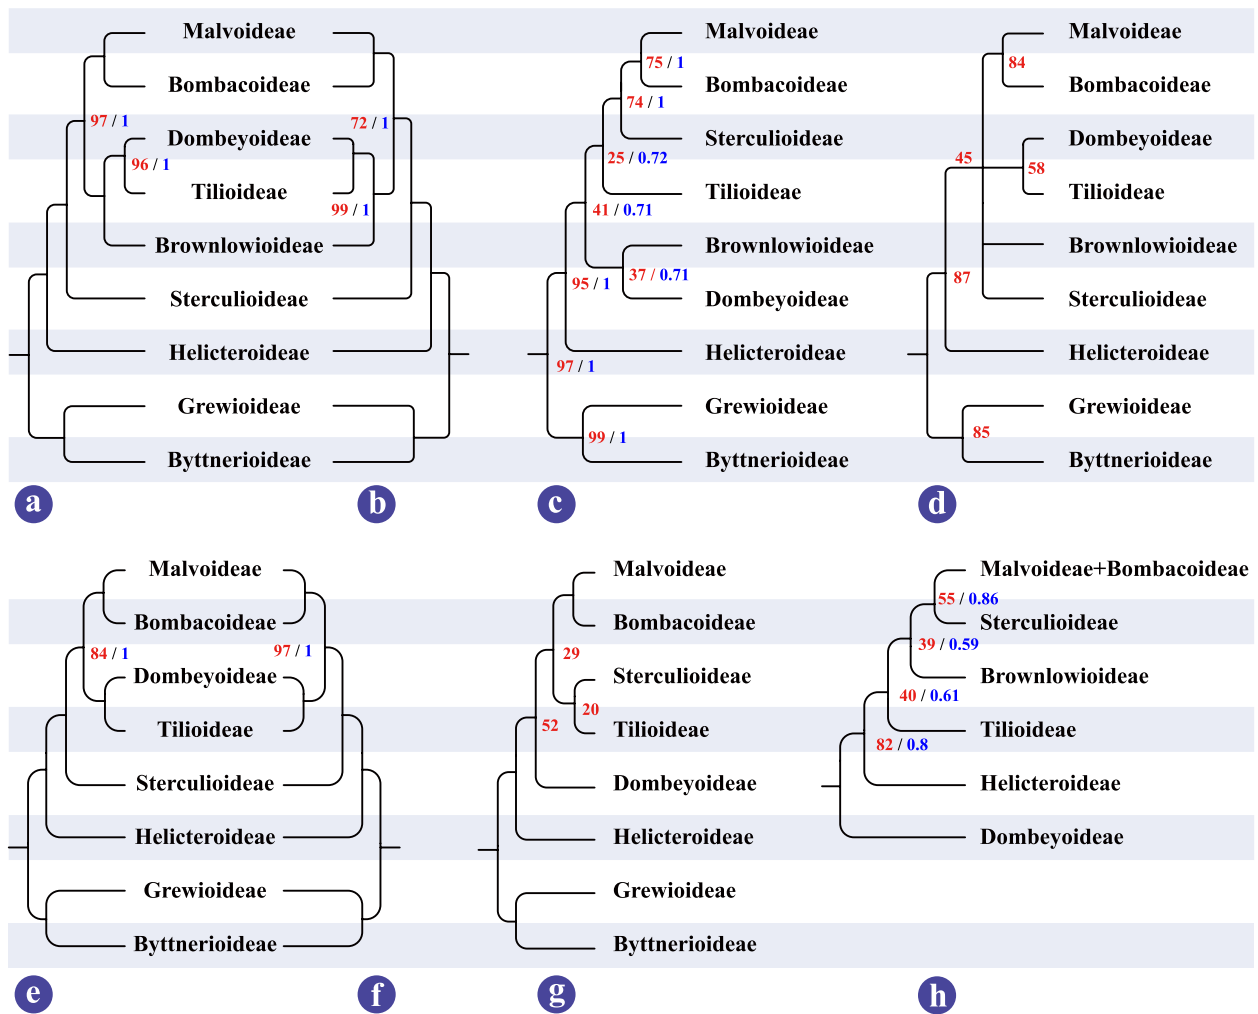 Malvoideae
Bombacoideae
97 / 1
72 / 1
Dombeyoideae
96 / 1
Tilioideae
99 / 1
Brownlowioideae
Sterculioideae
Helicteroideae
Grewioideae
Byttnerioideae
a
b
Malvoideae
75 / 1
Bombacoideae
74 / 1
Sterculioideae
25 / 0.72
Tilioideae
41 / 0.71
Brownlowioideae
37 / 0.71
95 / 1
Dombeyoideae
Helicteroideae
97 / 1
Grewioideae
99 / 1
Byttnerioideae
c
Malvoideae
84
Bombacoideae
Dombeyoideae
45
58
Tilioideae
Brownlowioideae
87
Sterculioideae
Helicteroideae
Grewioideae
85
Byttnerioideae
d
Malvoideae
Bombacoideae
84 / 1
97 / 1
Dombeyoideae
Tilioideae
Sterculioideae
Helicteroideae
Grewioideae
Byttnerioideae
e
f
Malvoideae
Bombacoideae
29
Sterculioideae
20
52
Tilioideae
Dombeyoideae
Helicteroideae
Grewioideae
Byttnerioideae
g
Malvoideae+Bombacoideae
55 / 0.86
Sterculioideae
39 / 0.59
Brownlowioideae
40 / 0.61
Tilioideae
82 / 0.8
Helicteroideae
Dombeyoideae
h